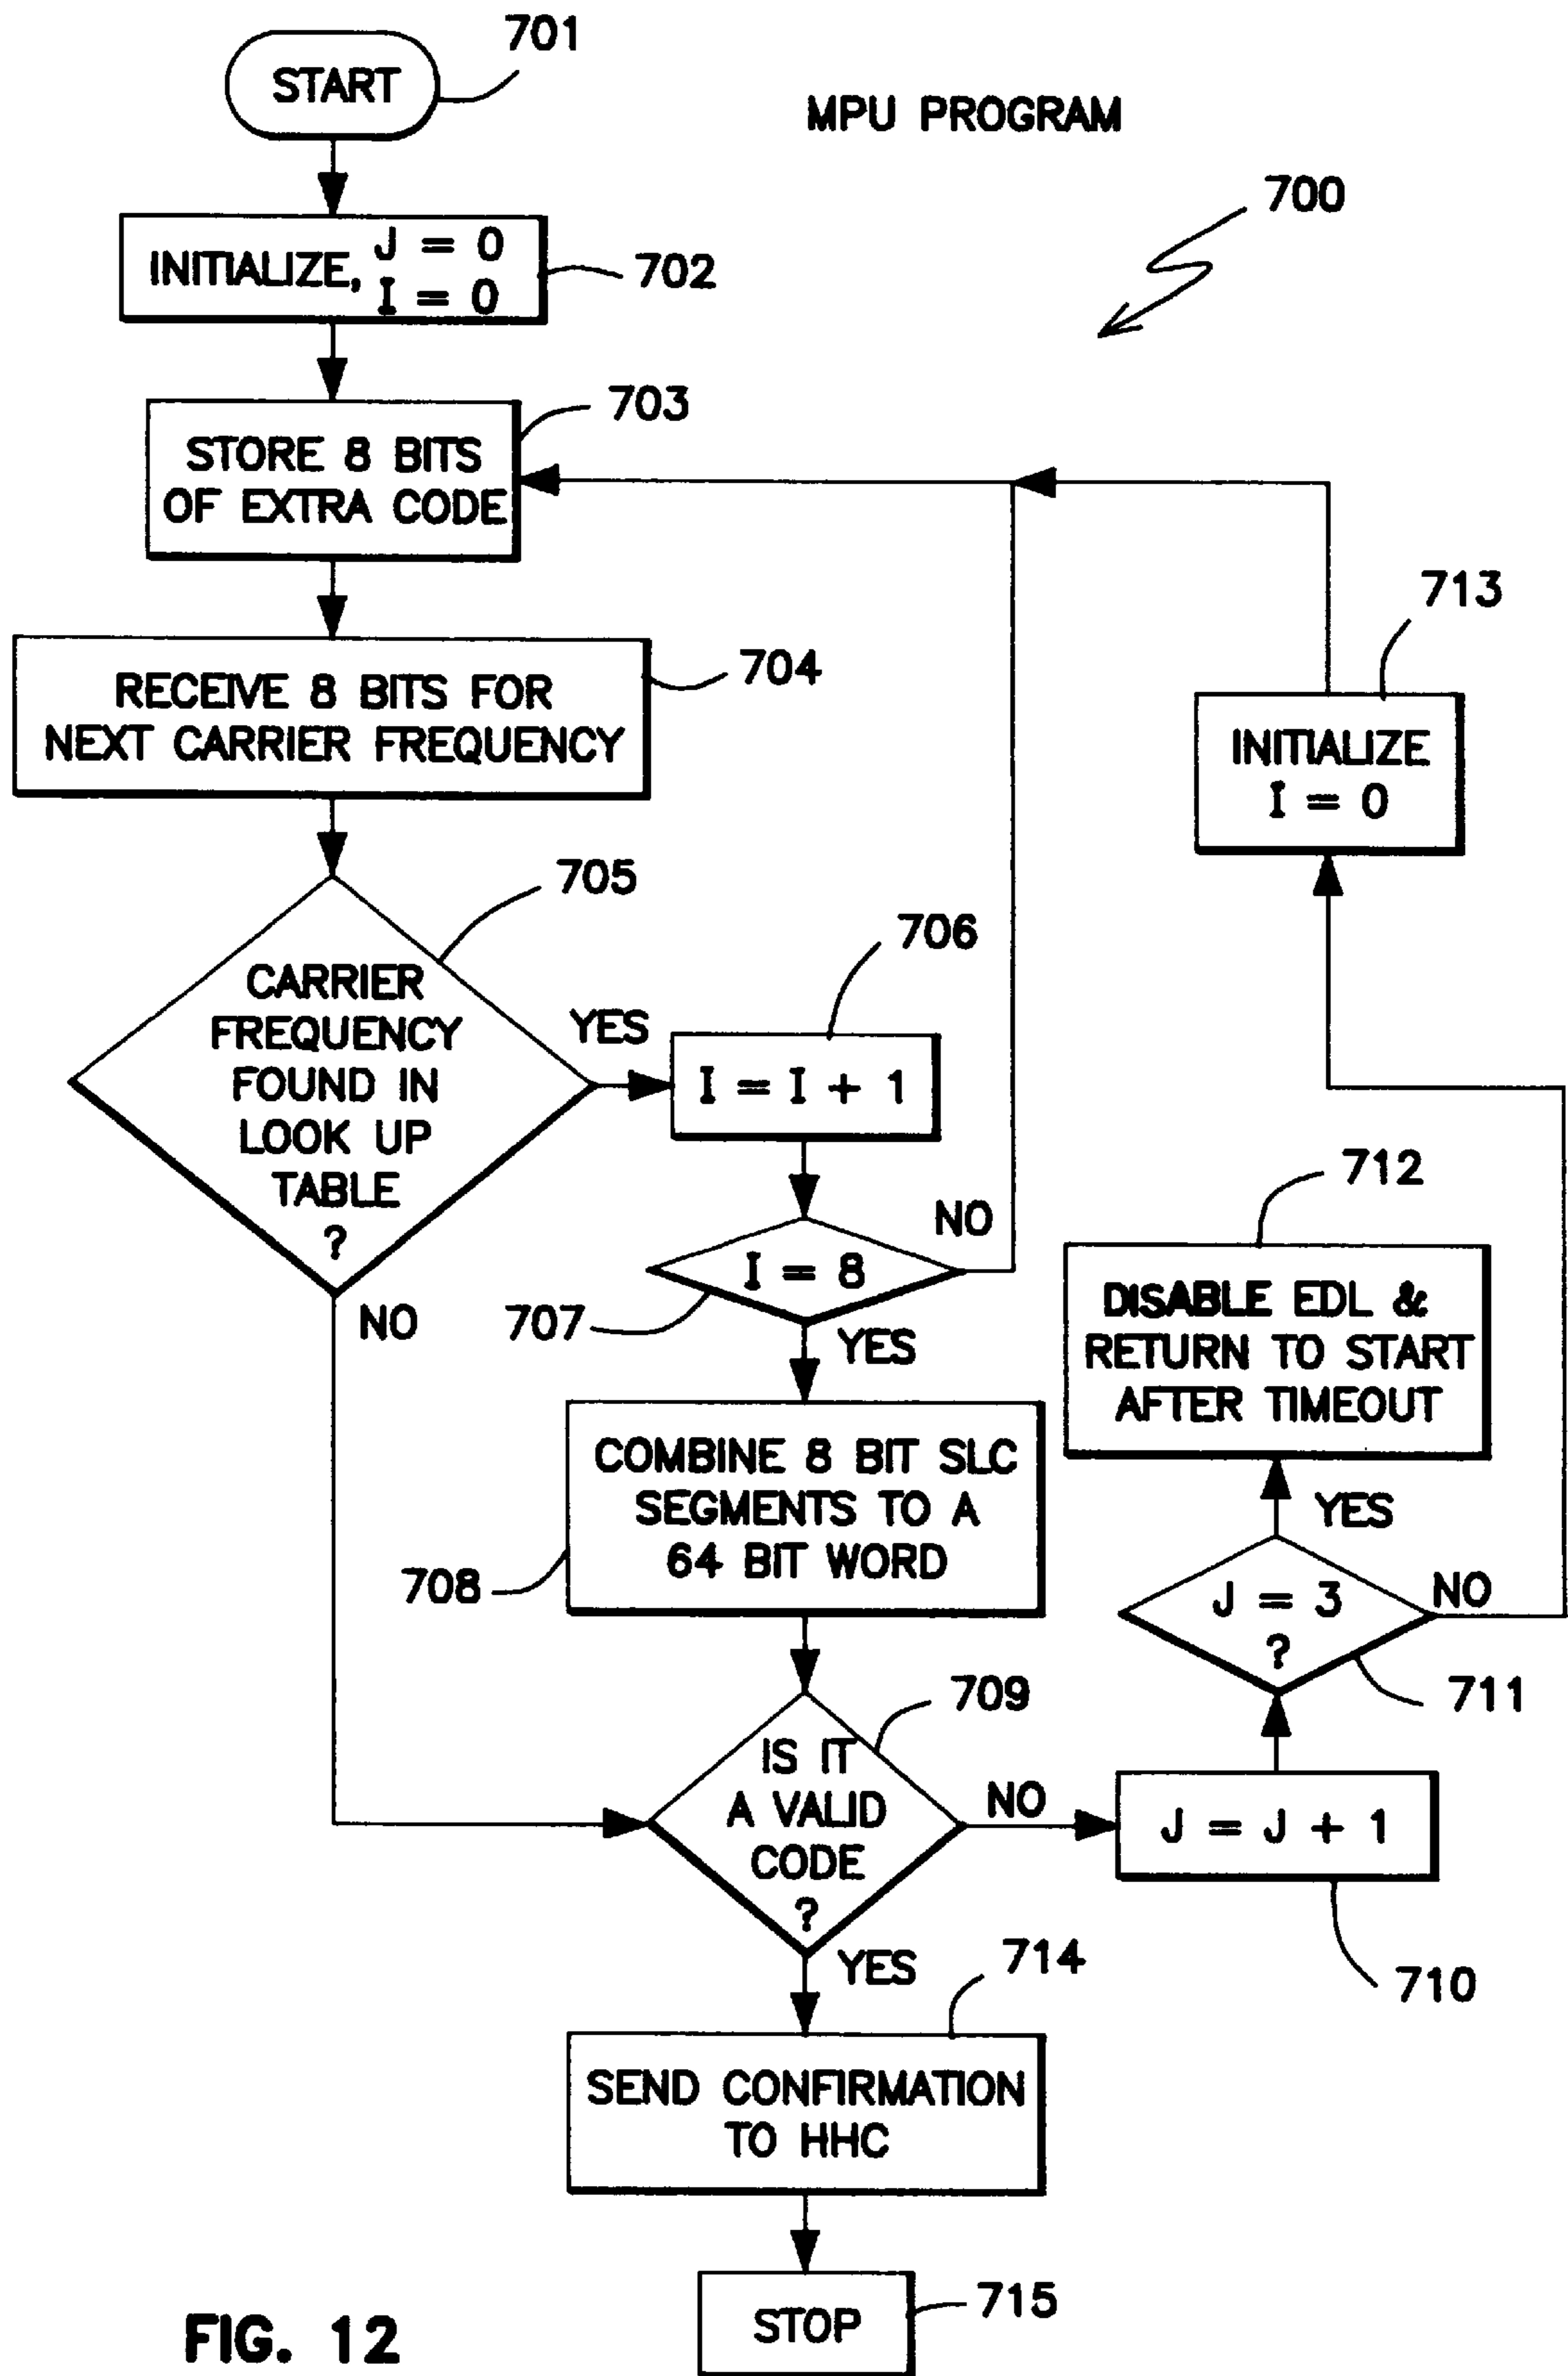 701
START
MPU PROGRAM
700
INITIALIZE, J = 0
I = 0
702
703
STORE 8 BITS
OF EXTRA CODE
704
RECEIVE 8 BITS FOR
NEXT CARRIER FREQUENCY
713
INITIALIZE
I = 0
705
CARRIER
FREQUENCY
FOUND IN
LOOK UP
TABLE
?
YES
NO
706
I = I + 1
I = 8
NO
707
YES
712
DISABLE EDL &
RETURN TO START
AFTER TIMEOUT
YES
COMBINE 8 BIT SLC
SEGMENTS TO A
64 BIT WORD
708
J = 3
?
NO
711
709
IS IT
A VALID
CODE
?
NO
J = J + 1
710
YES
714
SEND CONFIRMATION
TO HHC
STOP
715
FIG. 12